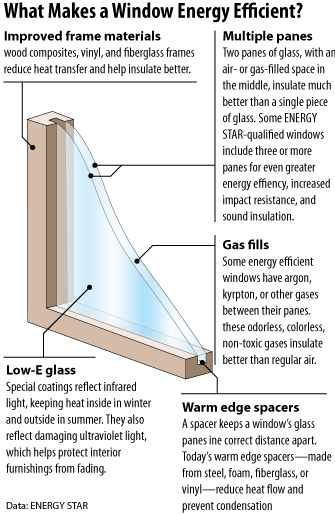 What Makes a Window Energy Efficient?
Improved frame materials
wood composites, vinyl, and fiberglass frames
reduce heat transfer and help insulate better.
Multiple panes
Two panes of glass, with an
air- or gas-filled space in
the middle, insulate much
better than a single piece
of glass. Some ENERGY
STAR-qualified windows
include three or more
panes for even greater
energy effiency, increased
impact resistance, and
sound insulation.
Gas fills
Some energy efficient
windows have argon,
kyrpton, or other gases
between their panes.
these odorless, colorless,
non-toxic gases insulate
better than regular air.
Low-E glass
Special coatings reflect infrared
light, keeping heat inside in winter
and outside in summer. They also
reflect damaging ultraviolet light,
which helps protect interior
furnishings from fading.
Warm edge spacers
A spacer keeps a window's glass
panes ine correct distance apart.
Today's warm edge spacers—made
from steel, foam, fiberglass, or
vinyl—reduce heat flow and
prevent condensation
Data: ENERGY STAR